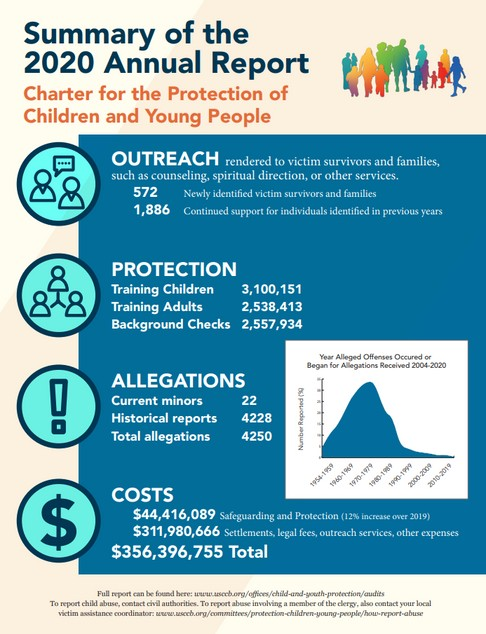 Summary of the
2020 Annual Report
Charter for the Protection of
Children and Young People
OUTREACH rendered to victim survivors and families,
such as counseling, spiritual direction, or other services.
572 Newly identified victim survivors and families
1,886 Continued support for individuals identified in previous years
PROTECTION
Training Children 3,100,151
Training Adults 2,538,413
Background Checks 2,557,934
ALLEGATIONS
Current minors 22
Historical reports 4228
Total allegations 4250
Year Alleged Offenses Occured or
Began for Allegations Received 2004-2020
Number Reported (%)
1954-1959
1960-1969
1970-1979
1980-1989
1990-1999
2000-2009
2010-2019
COSTS
$44,416,089 Safeguarding and Protection (12% increase over 2019)
$311,980,666 Settlements, legal fees, outreach services, other expenses
$356,396,755 Total
Full report can be found here: www.usccb.org/offices/child-and-youth-protection/audits
To report child abuse, contact civil authorities. To report abuse involving a member of the clergy, also contact your local
victim assistance coordinator: www.usccb.org/committees/protection-children-young-people/how-report-abuse